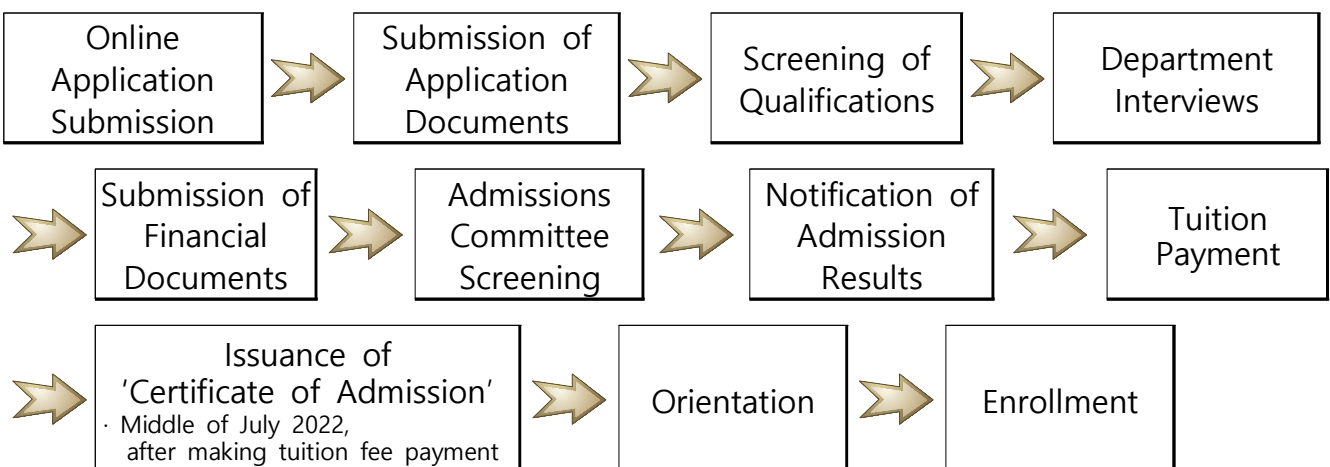 Online
Application
Submission
Submission of
Application
Documents
Screening of
Qualifications
Department
Interviews
Submission of
Financial
Documents
Admissions
Committee
Screening
Notification of
Admission
Results
Tuition
Payment
Issuance of
'Certificate of Admission'
· Middle of July 2022,
after making tuition fee payment
Orientation
Enrollment